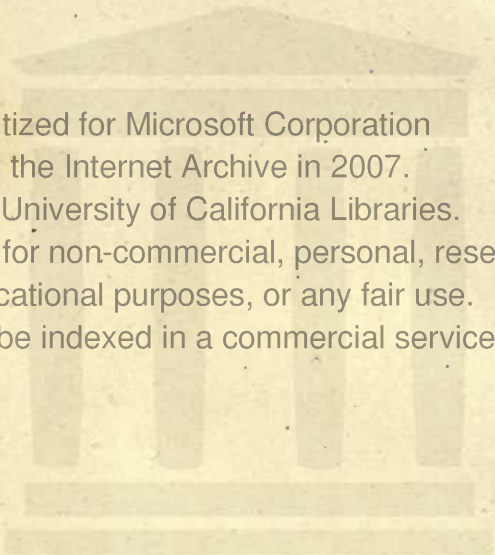 tized for Microsoft Corporation
the Internet Archive in 2007.
University of California Libraries.
for non-commercial, personal, rese
cational purposes, or any fair use.
be indexed in a commercial service